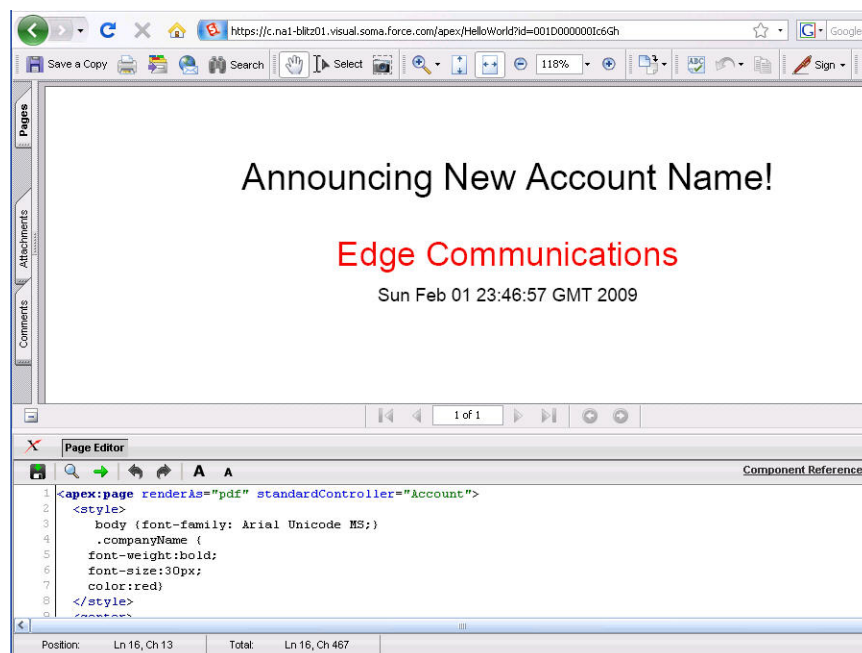 https://c.na1-blitz01.visual.soma.force.com/apex/HelloWorld?id=001D000000Ic6Gh
G
Google
Save a Copy
Search
Select
118%
ABC
Sign
Pages
Attachments
Comments
Announcing New Account Name!
Edge Communications
Sun Feb 01 23:46:57 GMT 2009
1 of 1
Page Editor
A A
Component Reference
1 <apex:page renderAs="pdf" standardController="Account">
2 <style>
3 body {font-family: Arial Unicode MS;}
4 .companyName {
5 font-weight:bold;
6 font-size:30px;
7 color:red}
8 </style>
9 <center>
Position: Ln 16, Ch 13 Total: Ln 16, Ch 467